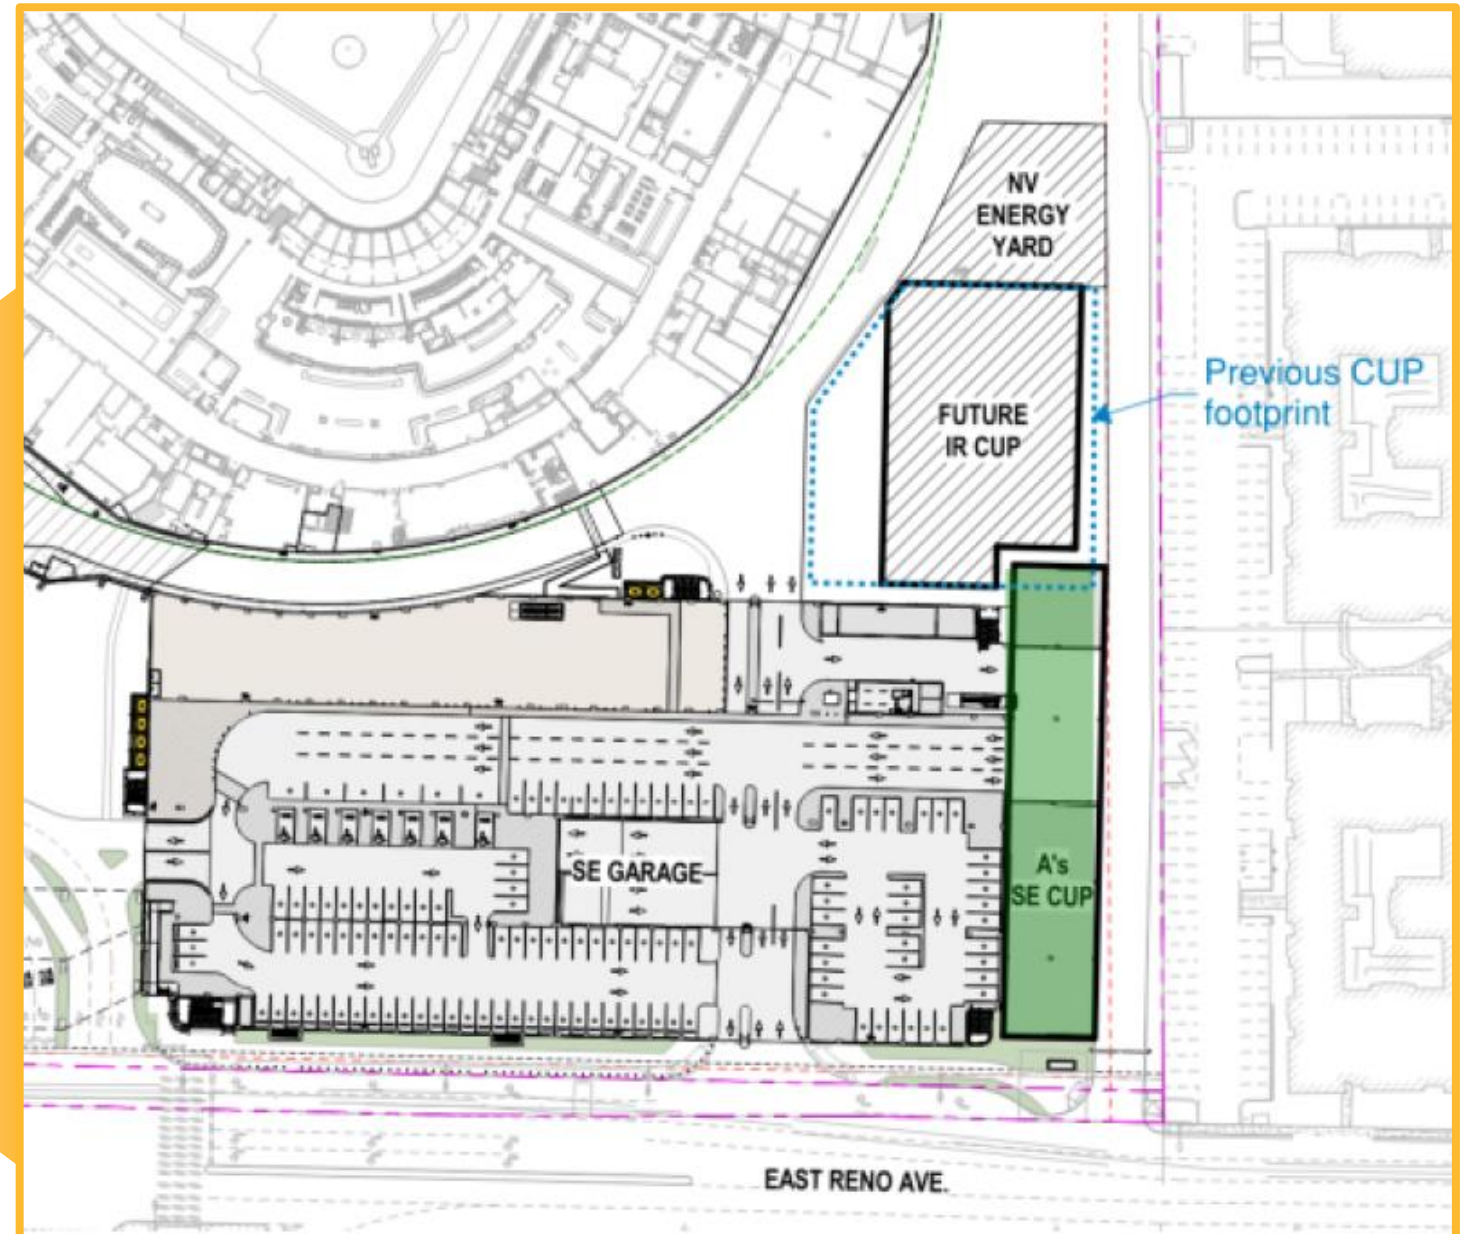 NV
ENERGY
YARD
Previous CUP
footprint
FUTURE
IR CUP
SE GARAGE
A's
SE CUP
EAST RENO AVE.